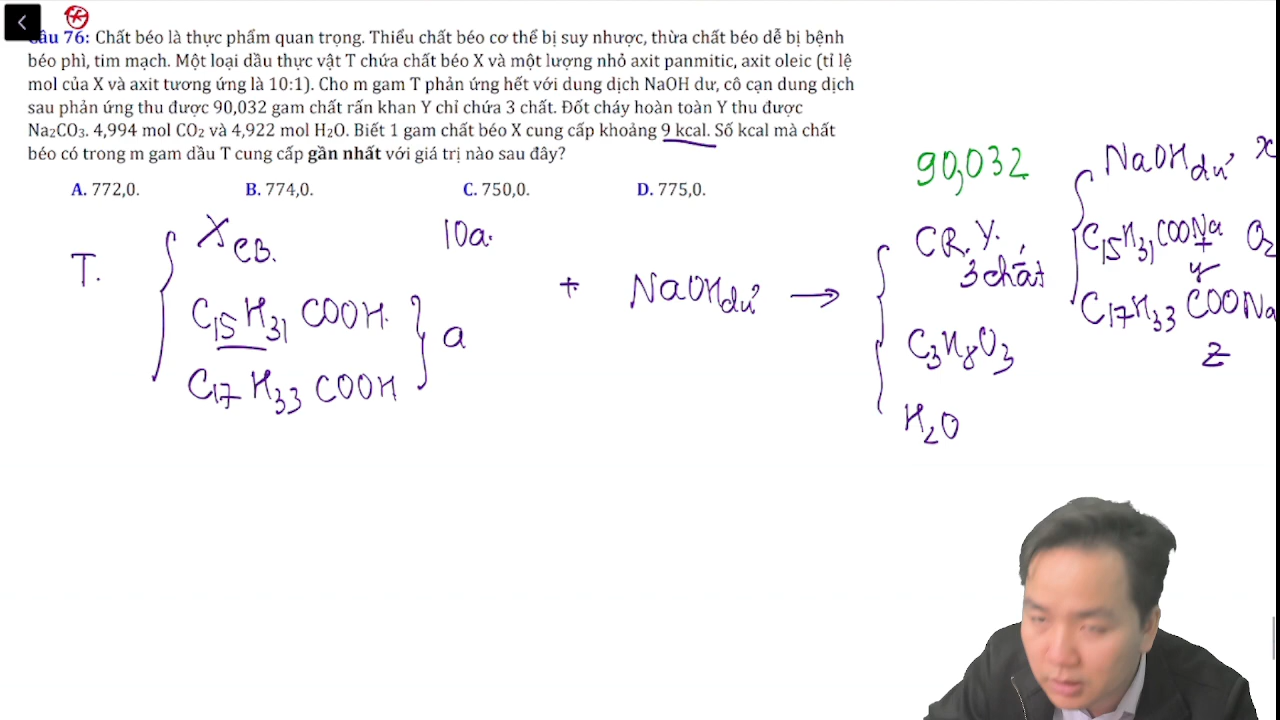 Câu 76: Chất béo là thực phẩm quan trọng. Thiểu chất béo cơ thể bị suy nhược, thừa chất béo dễ bị bệnh
béo phì, tim mạch. Một loại dầu thực vật T chứa chất béo X và một lượng nhỏ axit panmitic, axit oleic (tỉ lệ
mol của X và axit tương ứng là 10:1). Cho m gam T phản ứng hết với dung dịch NaOH dư, cô cạn dung dịch
sau phản ứng thu được 90,032 gam chất rắn khan Y chỉ chứa 3 chất. Đốt cháy hoàn toàn Y thu được
Na₂CO₃. 4,994 mol CO₂ và 4,922 mol H₂O. Biết 1 gam chất béo X cung cấp khoảng 9 kcal. Số kcal mà chất
béo có trong m gam dầu T cung cấp gần nhất với giá trị nào sau đây?
A. 772,0. B. 774,0. C. 750,0. D. 775,0.
90,032 NaOH dư x
T. X CB. 10a. CR. Y. C₁₅H₃₁COONa + O₂
3 chất y
C₁₅H₃₁COOH a + NaOH dư → C₁₇H₃₃COONa
C₃H₈O₃ z
C₁₇H₃₃COOH
H₂O